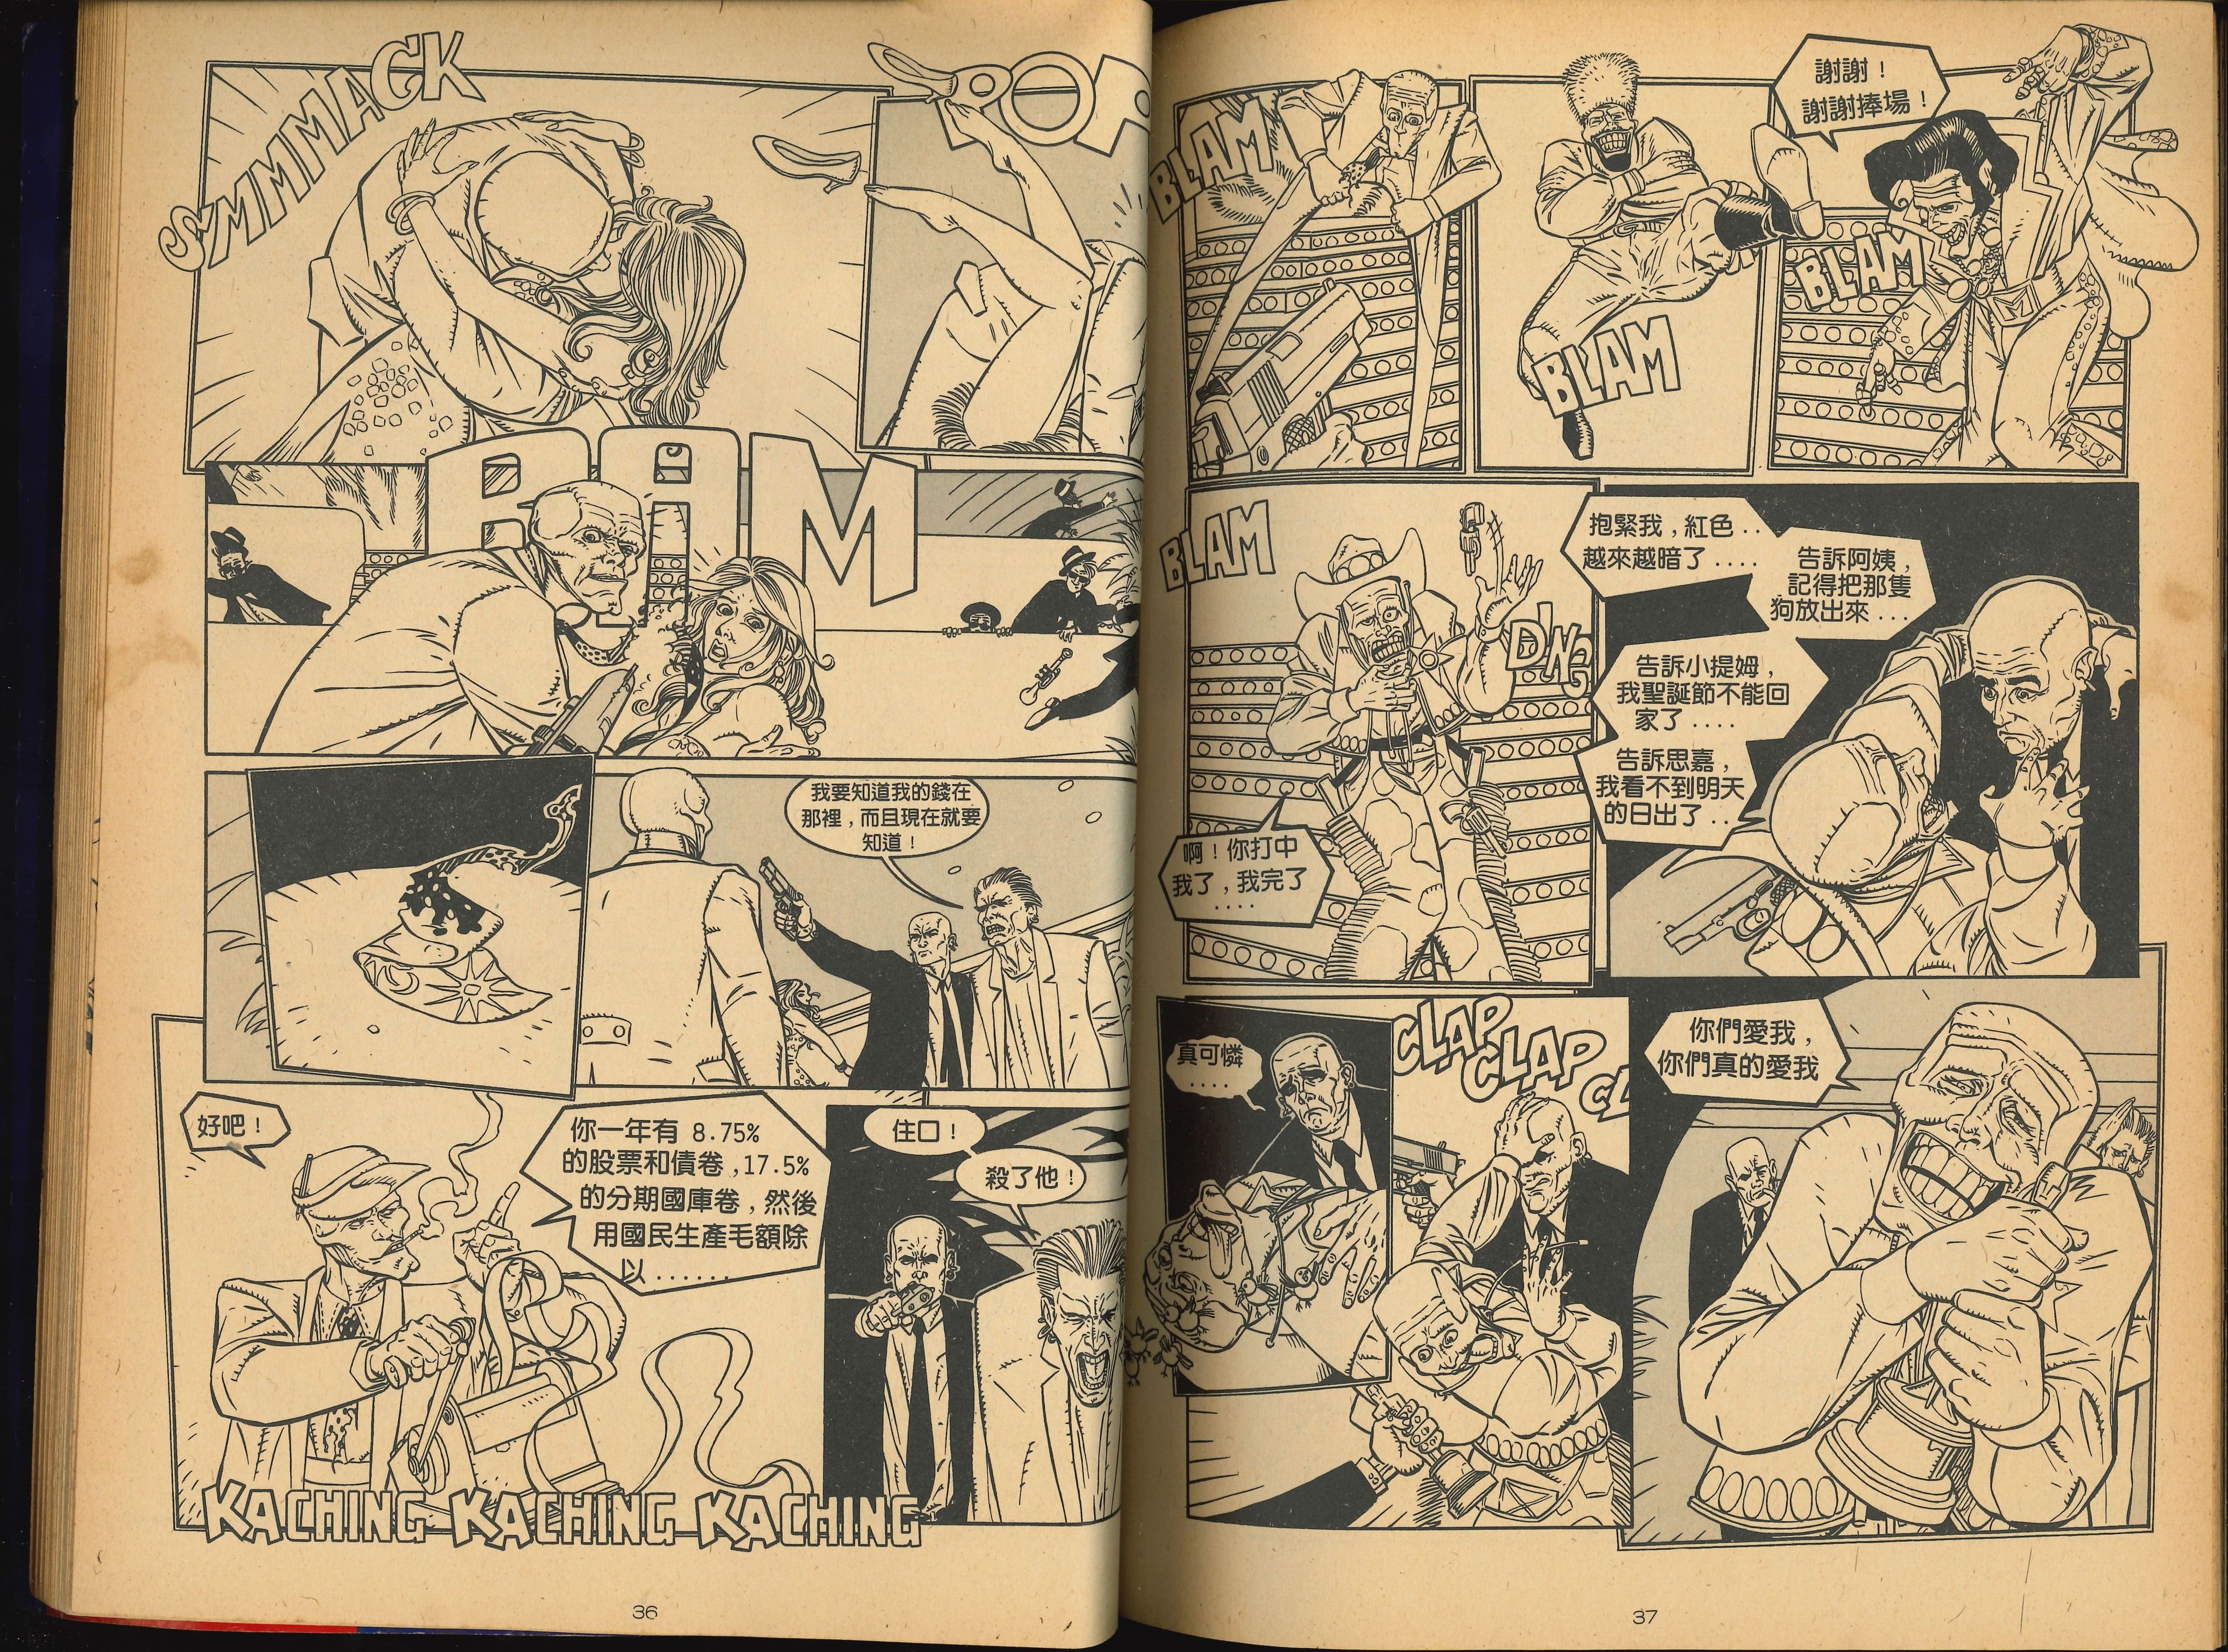 SMMMACK
POP
BAM
我要知道我的錢在
那裡，而且現在就要
知道！
好吧！
你一年有 8.75%
的股票和債卷，17.5%
的分期國庫卷，然後
用國民生產毛額除
以......
住口！
殺了他！
KACHING KACHING KACHING
36
BLAM
BLAM
謝謝！
謝謝捧場！
BLAM
BLAM
DING
啊！你打中
我了，我完了
....
抱緊我，紅色..
越來越暗了....
告訴阿姨，
記得把那隻
狗放出來...
告訴小提姆，
我聖誕節不能回
家了....
告訴思嘉，
我看不到明天
的日出了..
真可憐
....
CLAP
CLAP
CL
你們愛我，
你們真的愛我
37